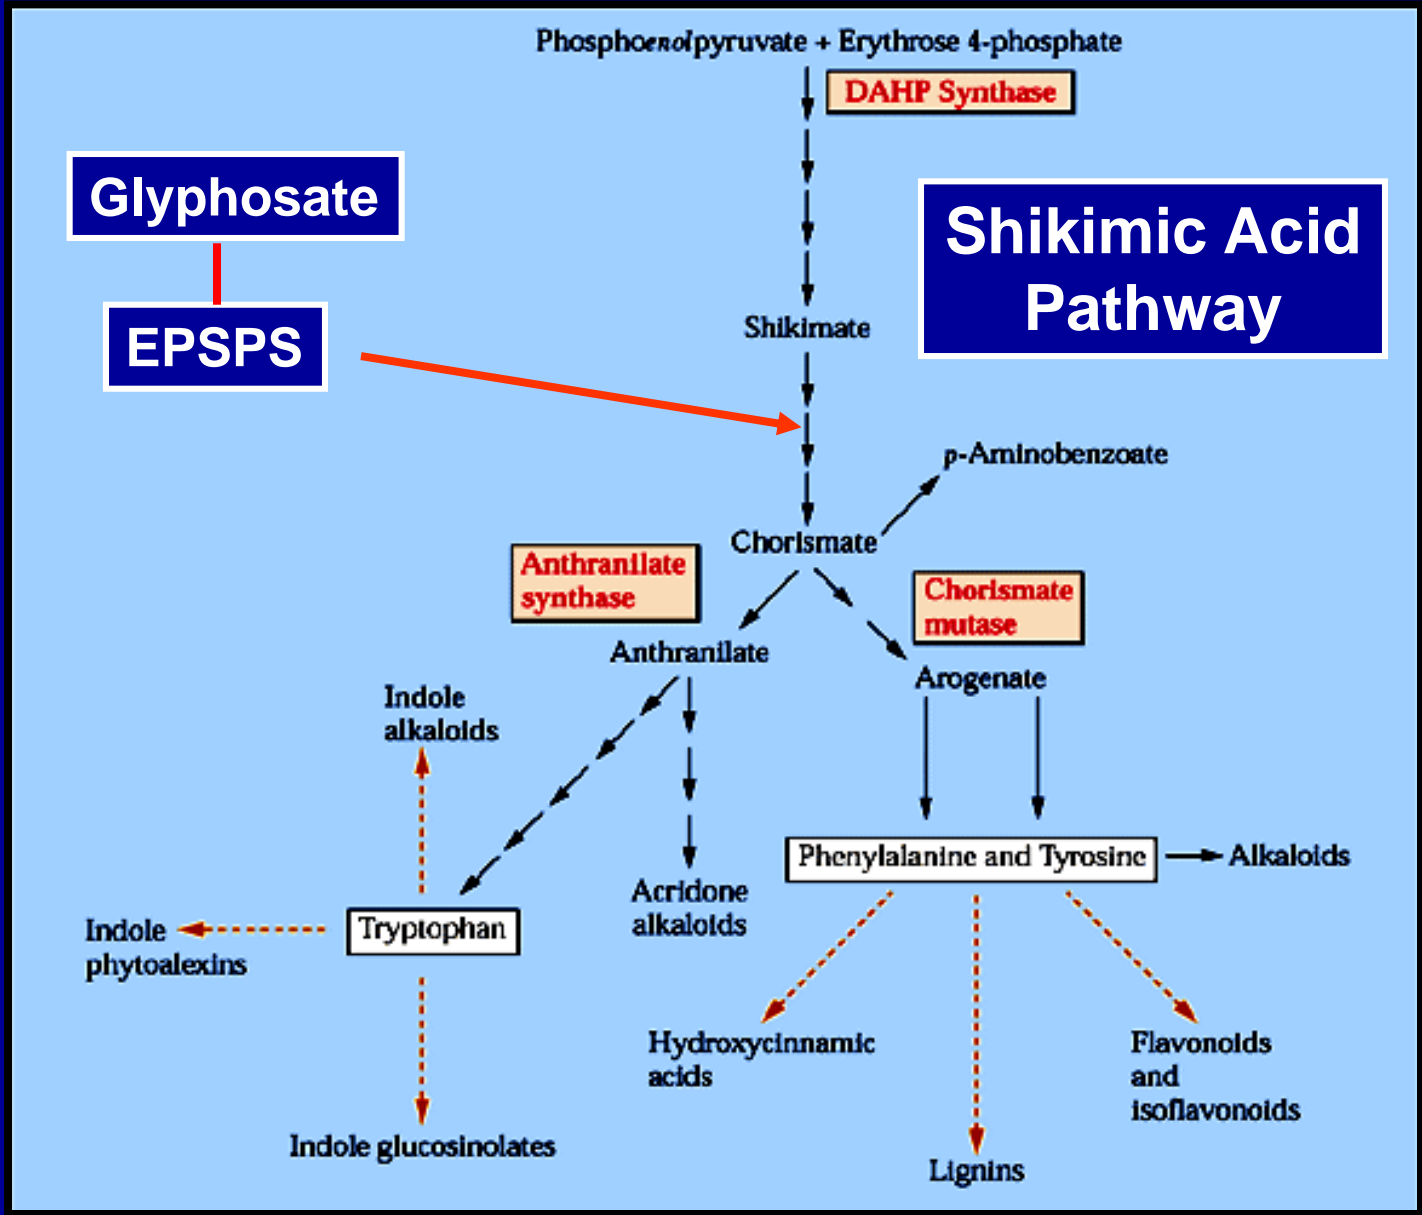 Phosphoenolpyruvate + Erythrose 4-phosphate
DAHP Synthase
Glyphosate
Shikimic Acid
Pathway
EPSPS
Shikimate
p-Aminobenzoate
Chorismate
Anthranilate
synthase
Chorismate
mutase
Anthranilate
Arogenate
Indole
alkaloids
Phenylalanine and Tyrosine
Alkaloids
Acridone
alkaloids
Tryptophan
Indole
phytoalexins
Hydroxycinnamic
acids
Flavonoids
and
isoflavonoids
Indole glucosinolates
Lignins